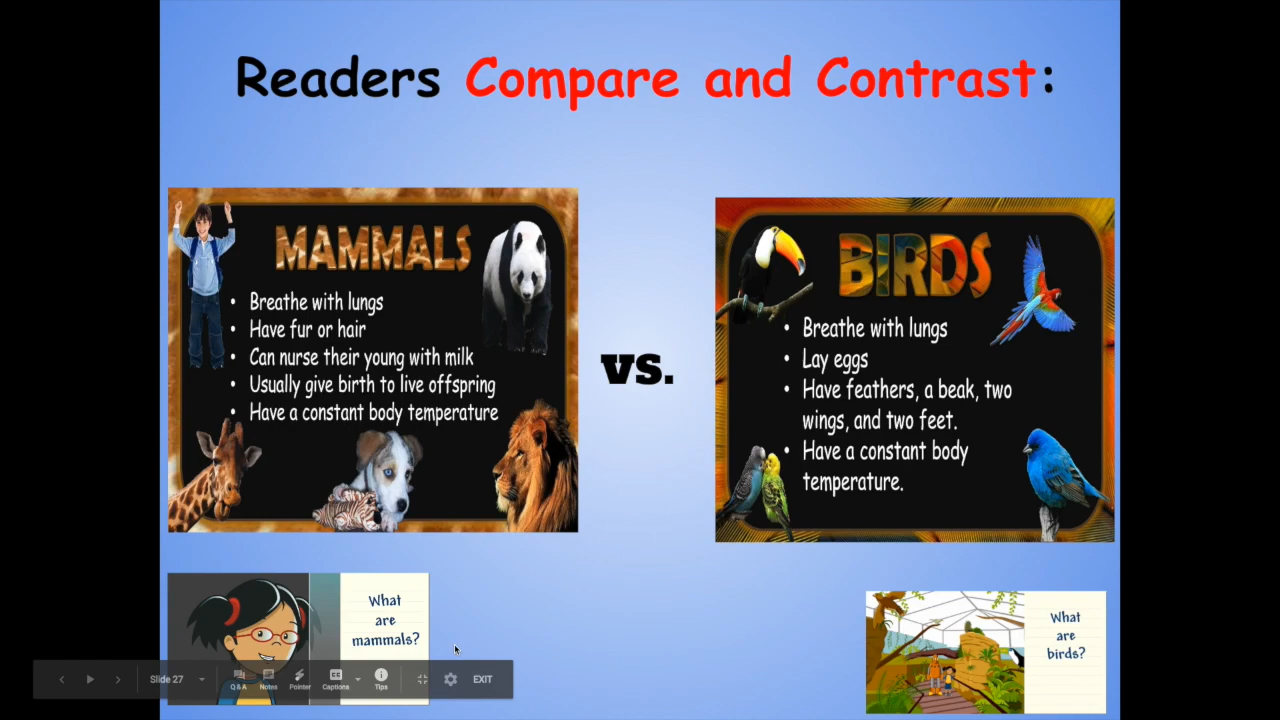 Readers Compare and Contrast:
MAMMALS
• Breathe with lungs
• Have fur or hair
• Can nurse their young with milk
• Usually give birth to live offspring
• Have a constant body temperature
vs.
BIRDS
• Breathe with lungs
• Lay eggs
• Have feathers, a beak, two
wings, and two feet.
• Have a constant body
temperature.
What
are
mammals?
What
are
birds?
Slide 27
Q & A
Notes
Pointer
CC
Captions
Tips
EXIT